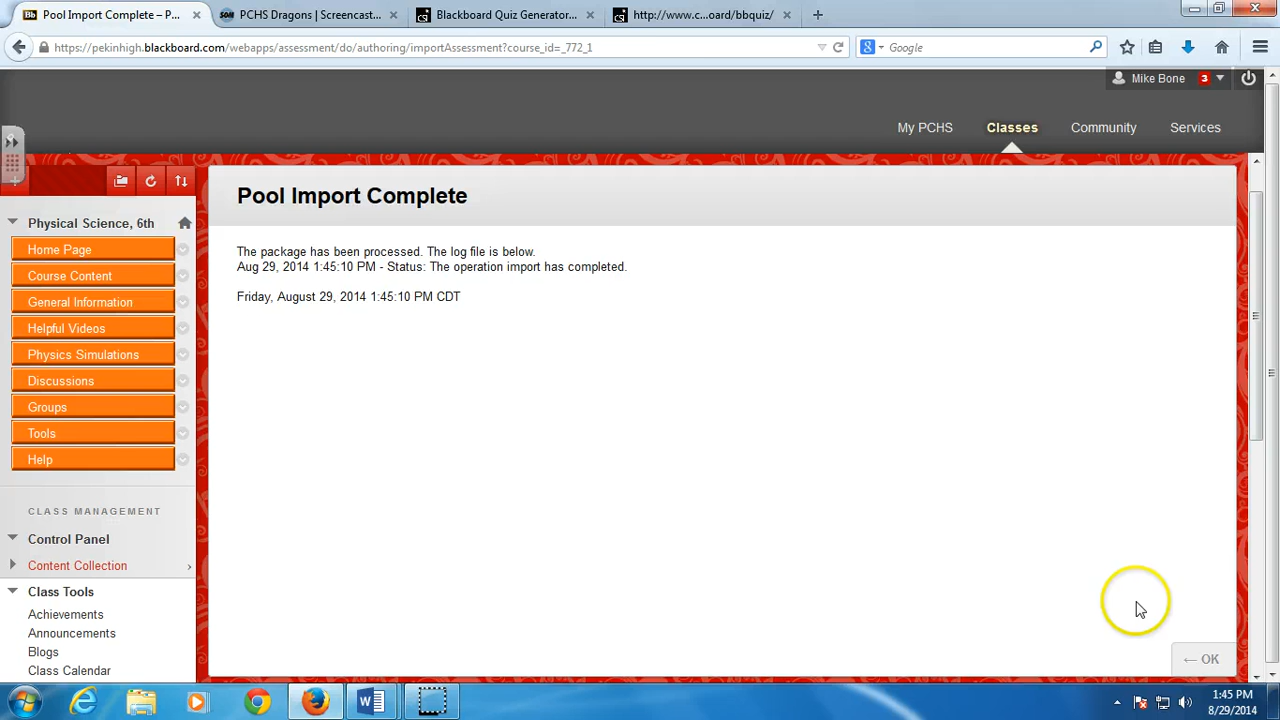 Pool Import Complete – P...
PCHS Dragons | Screencast...
Blackboard Quiz Generator...
http://www.c...oard/bbquiz/
https://pekinhigh.blackboard.com/webapps/assessment/do/authoring/importAssessment?course_id=_772_1
Google
Mike Bone 3
My PCHS Classes Community Services
Pool Import Complete
The package has been processed. The log file is below.
Aug 29, 2014 1:45:10 PM - Status: The operation import has completed.
Friday, August 29, 2014 1:45:10 PM CDT
← OK
Physical Science, 6th
Home Page
Course Content
General Information
Helpful Videos
Physics Simulations
Discussions
Groups
Tools
Help
CLASS MANAGEMENT
Control Panel
Content Collection
Class Tools
Achievements
Announcements
Blogs
Class Calendar
1:45 PM
8/29/2014